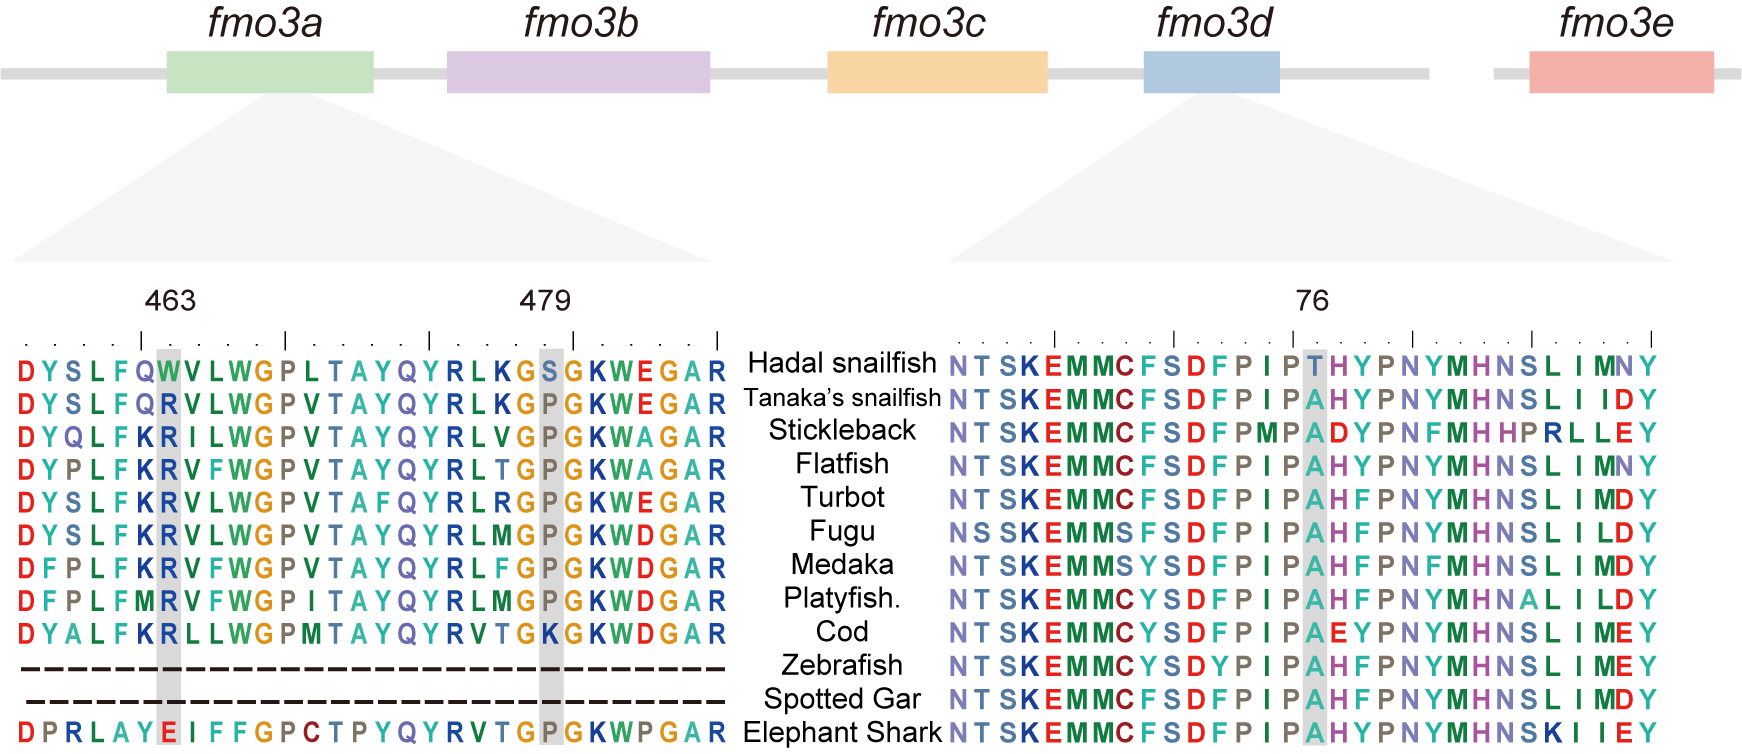 fmo3a fmo3b fmo3c fmo3d fmo3e
463 479 76
DYSLFQWVLWGPLTAYQYRLKGSGKWEGAR Hadal snailfish NTSKEMMCFSDFPIPTHYPNYMHNSLIMNY
DYSLFQRVLWGPVTAYQYRLKGPGKWEGAR Tanaka's snailfish NTSKEMMCFSDFPIPAHYPNYMHNSLIIDY
DYQLFKRILWGPVTAYQYRLVGPGKWAGAR Stickleback NTSKEMMCFSDFPMPADYPNFMHHPRLLEY
DYPLFKRVFWGPVTAYQYRLTGPGKWAGAR Flatfish NTSKEMMCFSDFPIPAHYPNYMHNSLIMNY
DYSLFKRVLWGPVTAFQYRLRGPGKWEGAR Turbot NTSKEMMCFSDFPIPAHFPNYMHNSLIMDY
DYSLFKRVLWGPVTAYQYRLMGPGKWDGAR Fugu NSSKEMMSFSDFPIPAHFPNYMHNSLILDY
DFPLFKRVFWGPVTAYQYRLFGPGKWDGAR Medaka NTSKEMMSYSDFPIPAHFPNFMHNSLIMDY
DFPLFMRVFWGPITAYQYRLMGPGKWDGAR Platyfish. NTSKEMMCYSDFPIPAHFPNYMHNALILDY
DYALFKRLLWGPMTAYQYRVTGKGKWDGAR Cod NTSKEMMCYSDFPIPAEYPNYMHNSLIMEY
------------------------------ Zebrafish NTSKEMMCYSDYPIPAHFPNYMHNSLIMEY
------------------------------ Spotted Gar NTSKEMMCFSDFPIPAHFPNYMHNSLIMDY
DPRLAYEIFFGPCTPYQYRVTGPGKWPGAR Elephant Shark NTSKEMMCFSDFPIPAHYPNYMHNSKIIEY